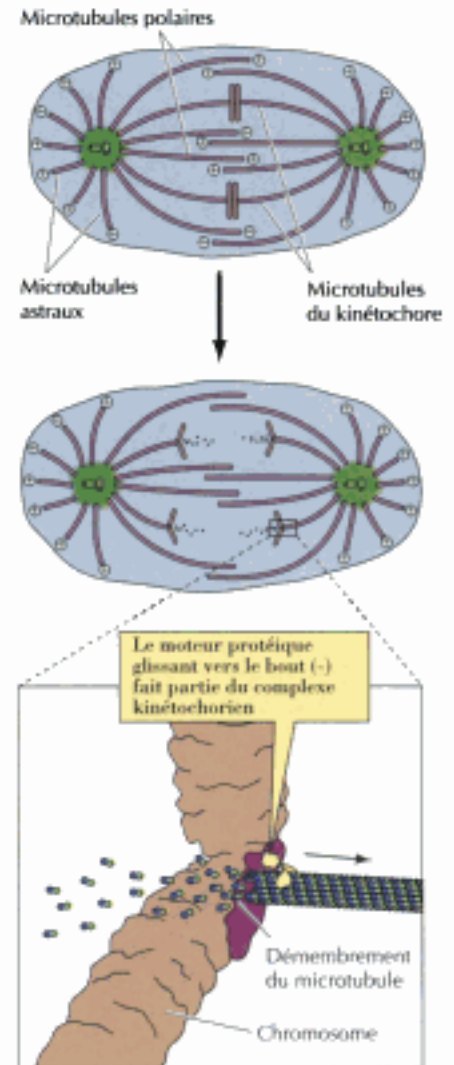 Microtubules polaires
Microtubules
astraux
Microtubules
du kinétochore
Le moteur protéique
glissant vers le bout (-)
fait partie du complexe
kinétochorien
Démembrement
du microtubule
Chromosome